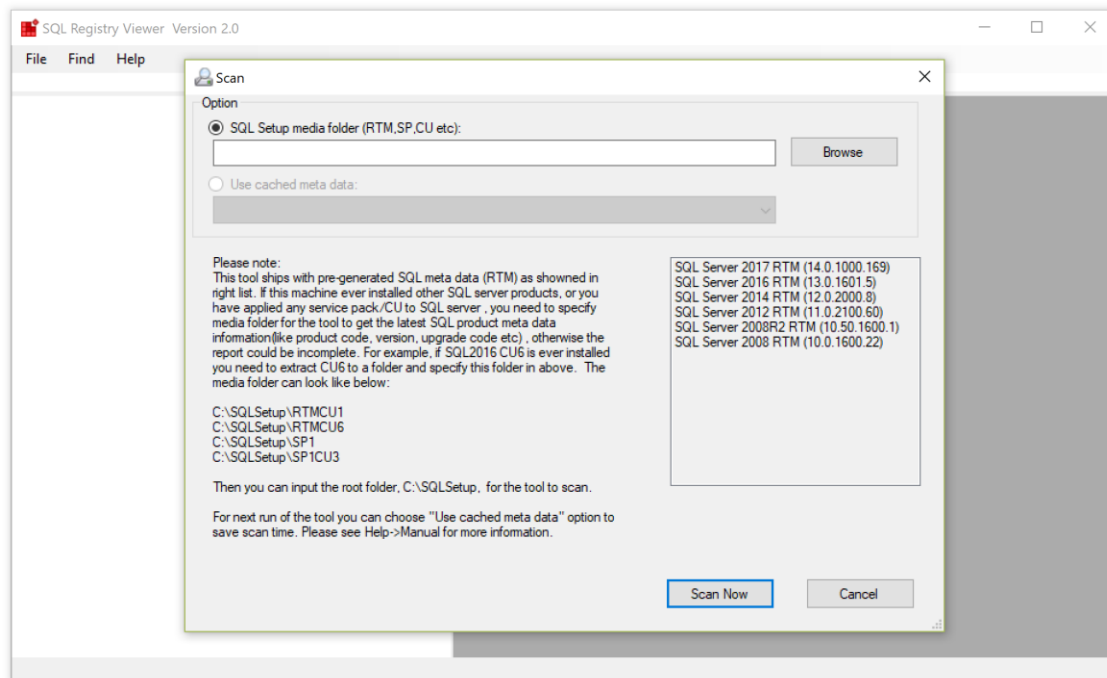 SQL Registry Viewer  Version 2.0
File Find Help
Scan
Option
SQL Setup media folder (RTM,SP,CU etc):
Browse
Use cached meta data:
Please note:
This tool ships with pre-generated SQL meta data (RTM) as showned in
right list. If this machine ever installed other SQL server products, or you
have applied any service pack/CU to SQL server , you need to specify
media folder for the tool to get the latest SQL product meta data
information(like product code, version, upgrade code etc) , otherwise the
report could be incomplete. For example, if SQL2016 CU6 is ever installed
you need to extract CU6 to a folder and specify this folder in above.  The
media folder can look like below:
C:\SQLSetup\RTMCU1
C:\SQLSetup\RTMCU6
C:\SQLSetup\SP1
C:\SQLSetup\SP1CU3
Then you can input the root folder, C:\SQLSetup,  for the tool to scan.
For next run of the tool you can choose "Use cached meta data" option to
save scan time. Please see Help->Manual for more information.
SQL Server 2017 RTM (14.0.1000.169)
SQL Server 2016 RTM (13.0.1601.5)
SQL Server 2014 RTM (12.0.2000.8)
SQL Server 2012 RTM (11.0.2100.60)
SQL Server 2008R2 RTM (10.50.1600.1)
SQL Server 2008 RTM (10.0.1600.22)
Scan Now
Cancel